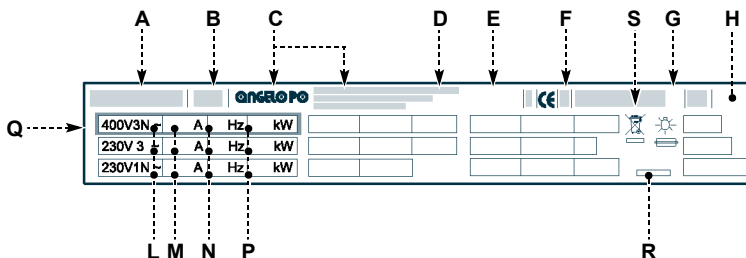 A B C D E F S G H
ANGELO PO CE
Q
400V3N~ A Hz kW
230V 3 ~ A Hz kW
230V1N~ A Hz kW
L M N P R